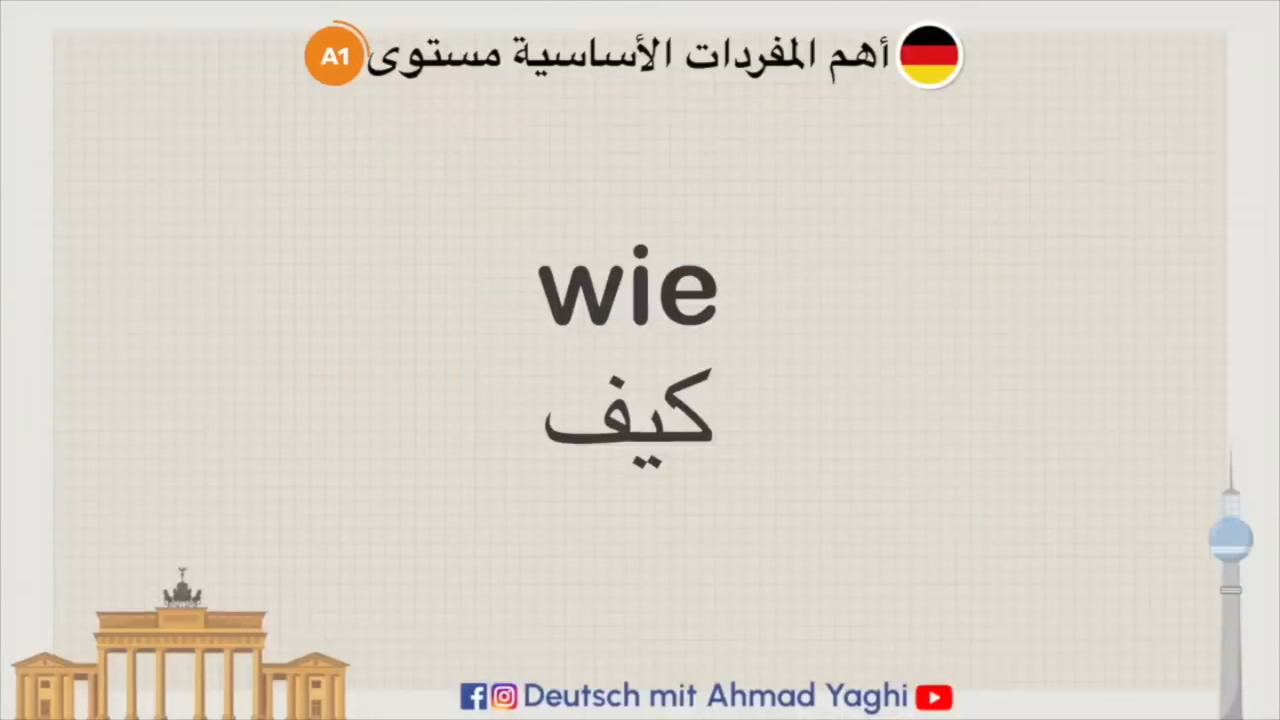 أهم المفردات الأساسية مستوى A1
wie
كيف
Deutsch mit Ahmad Yaghi